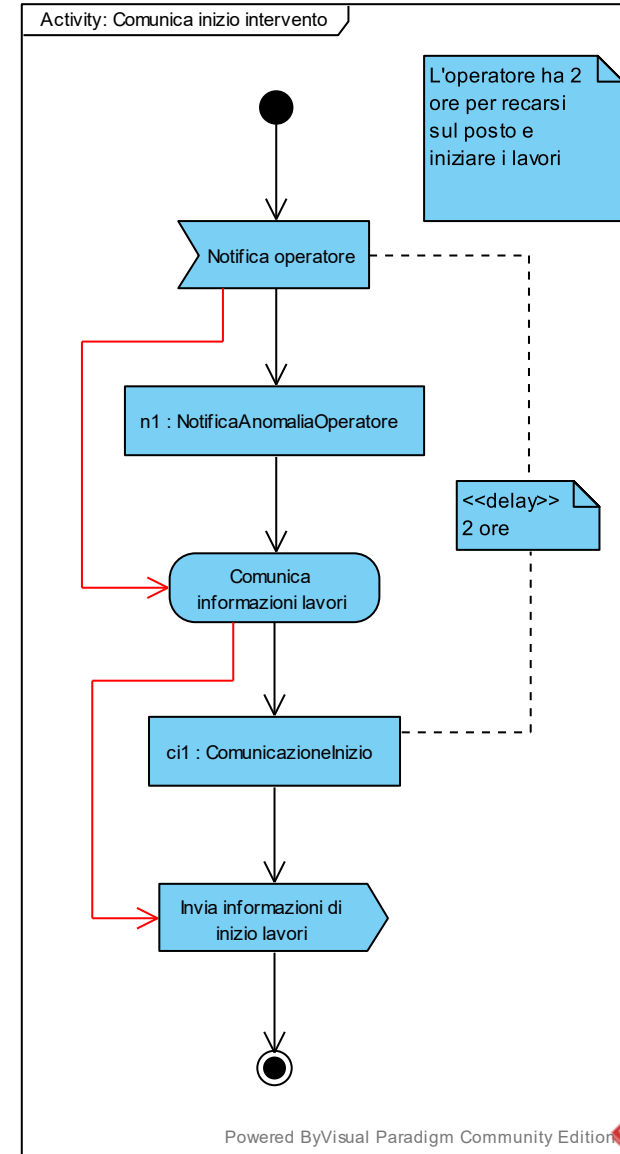 Activity: Comunica inizio intervento
L'operatore ha 2
ore per recarsi
sul posto e
iniziare i lavori
Notifica operatore
n1 : NotificaAnomaliaOperatore
<<delay>>
2 ore
Comunica
informazioni lavori
ci1 : ComunicazioneInizio
Invia informazioni di
inizio lavori
Powered ByVisual Paradigm Community Edition